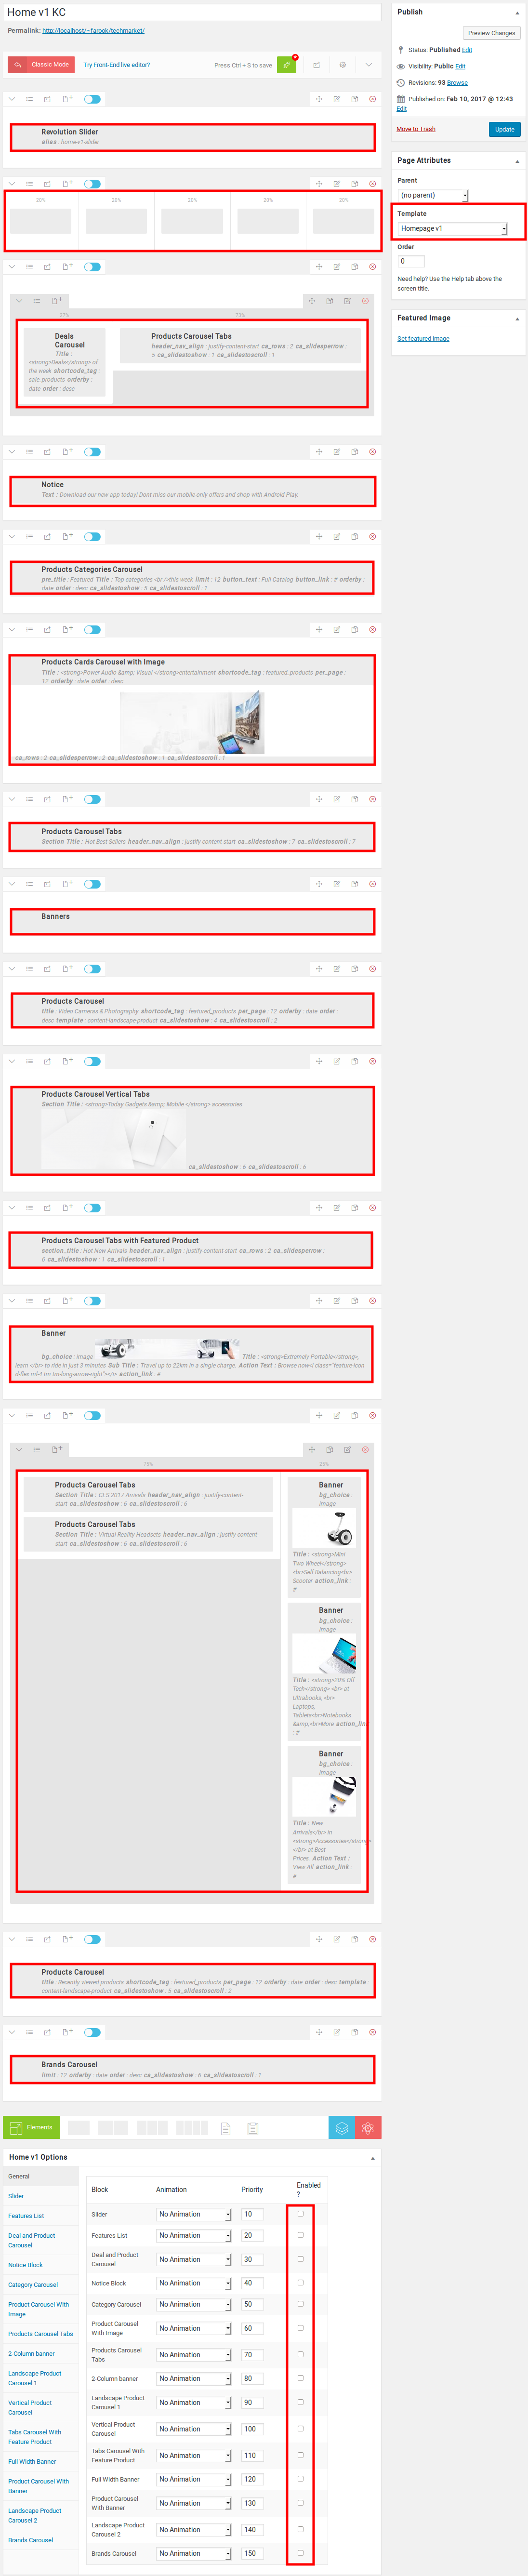 Home v1 KC
Permalink: http://localhost/~farook/techmarket/
Classic Mode
Try Front-End live editor?
Press Ctrl + S to save
Revolution Slider
alias : home-v1-slider
20% 20% 20% 20% 20%
27% 73%
Deals
Carousel
Title :
<strong>Deals</strong> of
the week shortcode_tag :
sale_products orderby :
date order : desc
Products Carousel Tabs
header_nav_align : justify-content-start ca_rows : 2 ca_slidesperrow :
5 ca_slidestoshow : 1 ca_slidestoscroll : 1
Notice
Text : Download our new app today! Dont miss our mobile-only offers and shop with Android Play.
Products Categories Carousel
pre_title : Featured Title : Top categories <br />this week limit : 12 button_text : Full Catalog button_link : # orderby :
date order : desc ca_slidestoshow : 5 ca_slidestoscroll : 1
Products Cards Carousel with Image
Title : <strong>Power Audio &amp; Visual </strong>entertainment shortcode_tag : featured_products per_page :
12 orderby : date order : desc
ca_rows : 2 ca_slidesperrow : 2 ca_slidestoshow : 1 ca_slidestoscroll : 1
Products Carousel Tabs
Section Title : Hot Best Sellers header_nav_align : justify-content-start ca_slidestoshow : 7 ca_slidestoscroll : 7
Banners
Products Carousel
title : Video Cameras & Photography shortcode_tag : featured_products per_page : 12 orderby : date order :
desc template : content-landscape-product ca_slidestoshow : 4 ca_slidestoscroll : 2
Products Carousel Vertical Tabs
Section Title : <strong>Today Gadgets &amp; Mobile </strong> accessories
ca_slidestoshow : 6 ca_slidestoscroll : 6
Products Carousel Tabs with Featured Product
section_title : Hot New Arrivals header_nav_align : justify-content-start ca_rows : 2 ca_slidesperrow :
6 ca_slidestoshow : 1 ca_slidestoscroll : 1
Banner
bg_choice : image Title : <strong>Extremely Portable</strong>,
learn </br> to ride in just 3 minutes Sub Title : Travel up to 22km in a single charge. Action Text : Browse now<i class="feature-icon
d-flex ml-4 tm tm-long-arrow-right"></i> action_link : #
75% 25%
Products Carousel Tabs
Section Title : CES 2017 Arrivals header_nav_align : justify-content-
start ca_slidestoshow : 6 ca_slidestoscroll : 6
Products Carousel Tabs
Section Title : Virtual Reality Headsets header_nav_align : justify-content-
start ca_slidestoshow : 6 ca_slidestoscroll : 6
Banner
bg_choice :
image
Title : <strong>Mini
Two Wheel</strong>
<br>Self Balancing<br>
Scooter action_link :
#
Banner
bg_choice :
image
Title : <strong>20% Off
Tech</strong> <br> at
Ultrabooks, <br>
Laptops,
Tablets<br>Notebooks
&amp;<br>More action_link
: #
Banner
bg_choice :
image
Title : New
Arrivals</br> in
<strong>Accessories</strong>
</br> at Best
Prices. Action Text :
View All action_link :
#
Products Carousel
title : Recently viewed products shortcode_tag : featured_products per_page : 12 orderby : date order : desc template :
content-landscape-product ca_slidestoshow : 5 ca_slidestoscroll : 2
Brands Carousel
limit : 12 orderby : date order : desc ca_slidestoshow : 6 ca_slidestoscroll : 1
Elements
Home v1 Options
General
Slider
Features List
Deal and Product
Carousel
Notice Block
Category Carousel
Product Carousel With
Image
Products Carousel Tabs
2-Column banner
Landscape Product
Carousel 1
Vertical Product
Carousel
Tabs Carousel With
Feature Product
Full Width Banner
Product Carousel With
Banner
Landscape Product
Carousel 2
Brands Carousel
Block Animation Priority Enabled
?
Slider No Animation 10
Features List No Animation 20
Deal and Product
Carousel No Animation 30
Notice Block No Animation 40
Category Carousel No Animation 50
Product Carousel
With Image No Animation 60
Products Carousel
Tabs No Animation 70
2-Column banner No Animation 80
Landscape Product
Carousel 1 No Animation 90
Vertical Product
Carousel No Animation 100
Tabs Carousel With
Feature Product No Animation 110
Full Width Banner No Animation 120
Product Carousel
With Banner No Animation 130
Landscape Product
Carousel 2 No Animation 140
Brands Carousel No Animation 150
Publish
Preview Changes
Status: Published Edit
Visibility: Public Edit
Revisions: 93 Browse
Published on: Feb 10, 2017 @ 12:43
Edit
Move to Trash
Update
Page Attributes
Parent
(no parent)
Template
Homepage v1
Order
0
Need help? Use the Help tab above the
screen title.
Featured Image
Set featured image